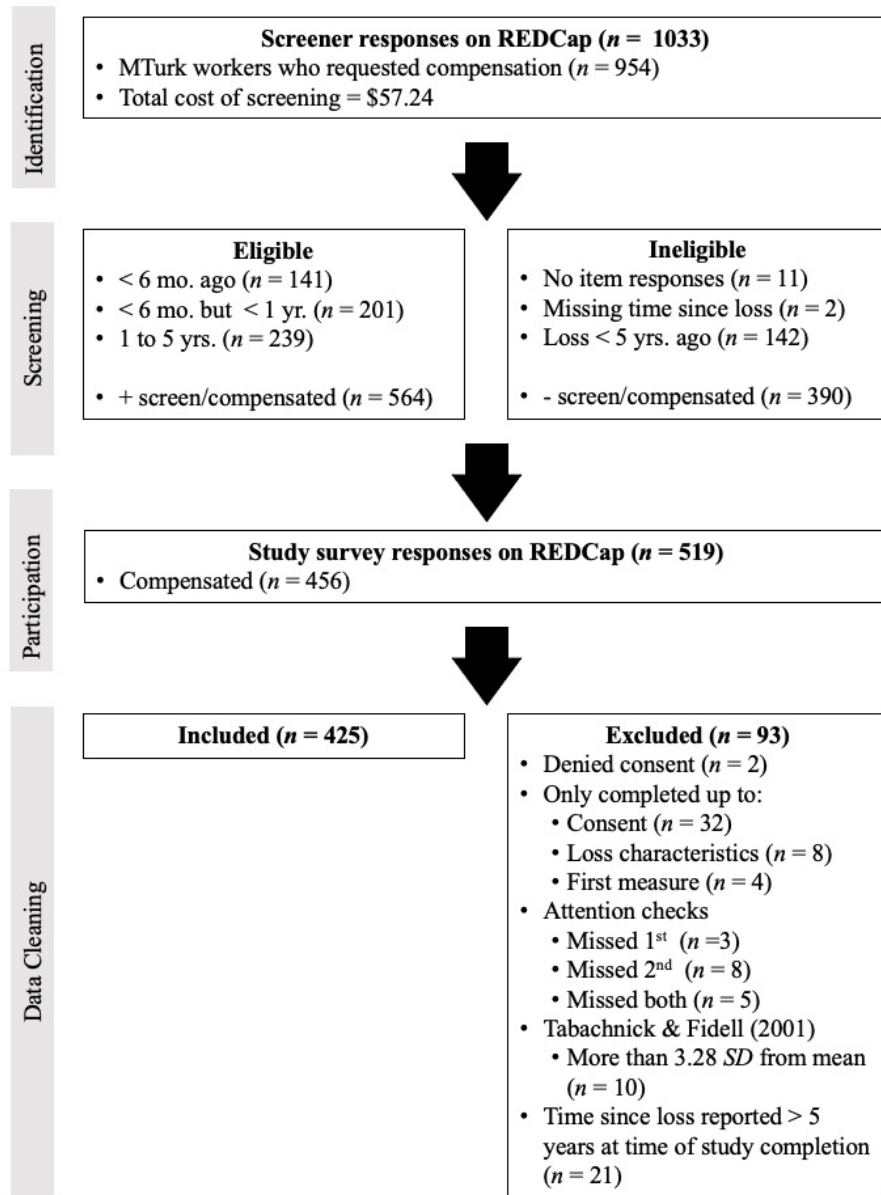 Identification
Screener responses on REDCap (n = 1033)
• MTurk workers who requested compensation (n = 954)
• Total cost of screening = $57.24
Screening
Eligible
• < 6 mo. ago (n = 141)
• < 6 mo. but < 1 yr. (n = 201)
• 1 to 5 yrs. (n = 239)
• + screen/compensated (n = 564)
Ineligible
• No item responses (n = 11)
• Missing time since loss (n = 2)
• Loss < 5 yrs. ago (n = 142)
• - screen/compensated (n = 390)
Participation
Study survey responses on REDCap (n = 519)
• Compensated (n = 456)
Data Cleaning
Included (n = 425)
Excluded (n = 93)
• Denied consent (n = 2)
• Only completed up to:
• Consent (n = 32)
• Loss characteristics (n = 8)
• First measure (n = 4)
• Attention checks
• Missed 1st (n =3)
• Missed 2nd (n = 8)
• Missed both (n = 5)
• Tabachnick & Fidell (2001)
• More than 3.28 SD from mean
(n = 10)
• Time since loss reported > 5
years at time of study completion
(n = 21)